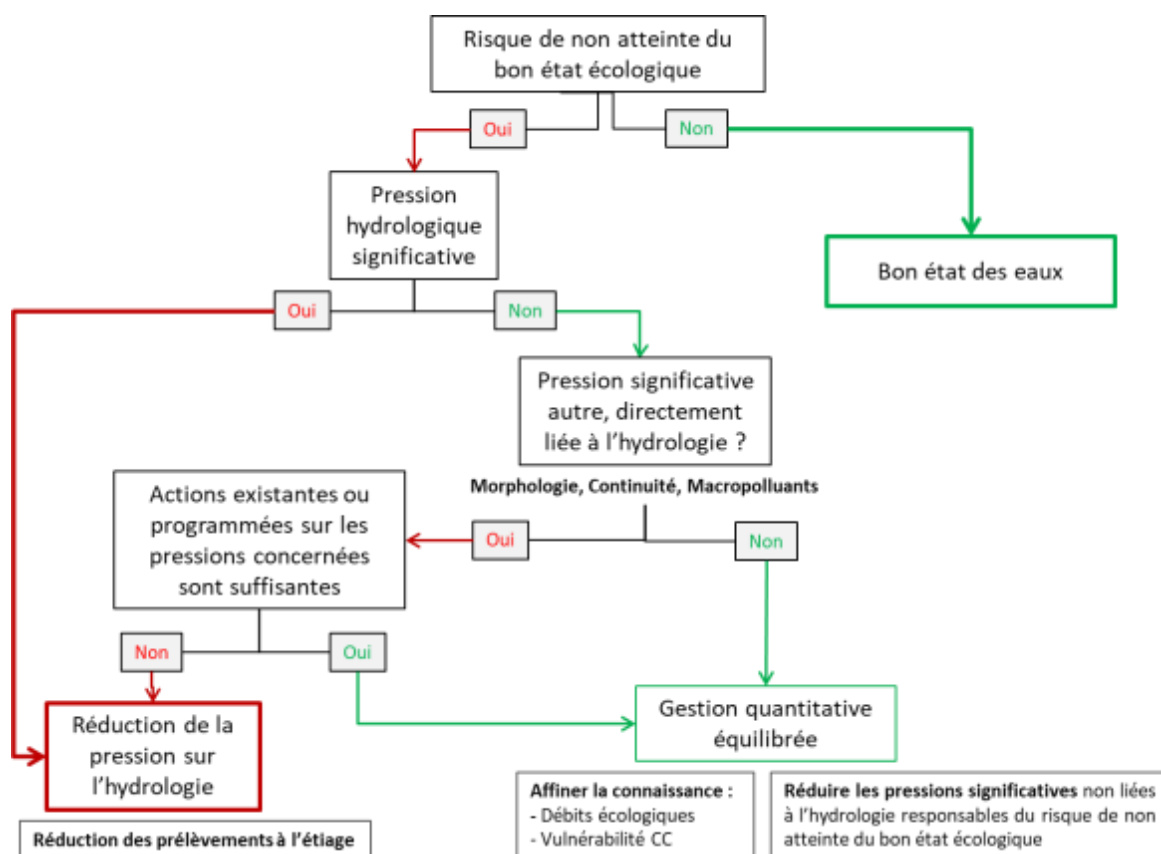 Risque de non atteinte du
bon état écologique
Oui
Non
Pression
hydrologique
significative
Bon état des eaux
Oui
Non
Pression significative
autre, directement
liée à l'hydrologie ?
Morphologie, Continuité, Macropolluants
Actions existantes ou
programmées sur les
pressions concernées
sont suffisantes
Oui
Non
Non
Oui
Réduction de la
pression sur
l'hydrologie
Gestion quantitative
équilibrée
Réduction des prélèvements à l'étiage
Affiner la connaissance :
- Débits écologiques
- Vulnérabilité CC
Réduire les pressions significatives non liées
à l'hydrologie responsables du risque de non
atteinte du bon état écologique